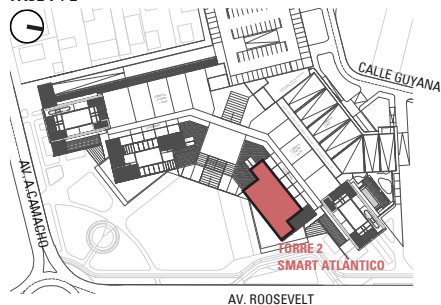 CALLE GUYANA
AV. A.CAMACHO
TORRE 2
SMART ATLÁNTICO
AV. ROOSEVELT